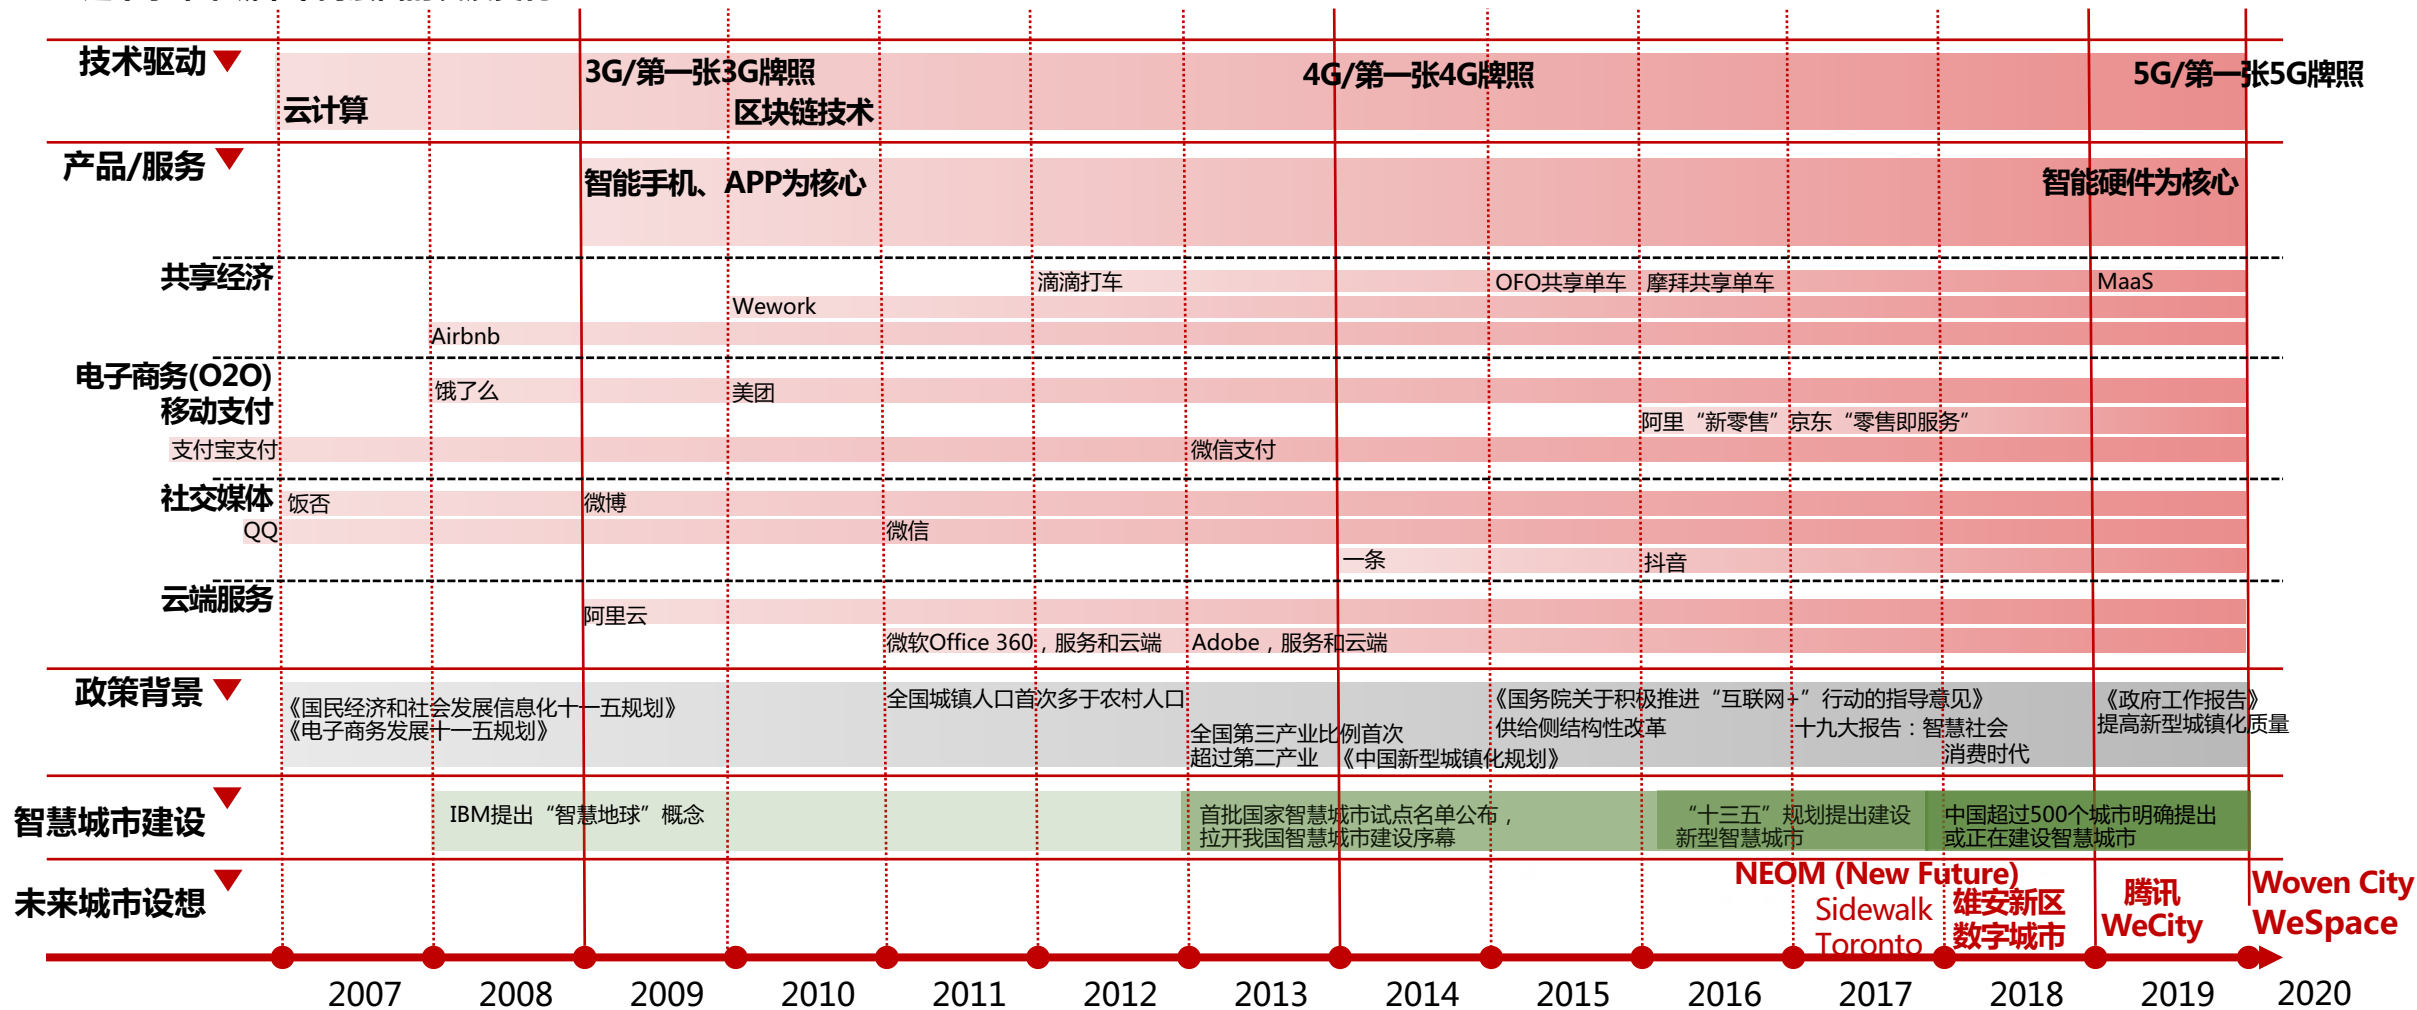 技术驱动
3G/第一张3G牌照
4G/第一张4G牌照
5G/第一张5G牌照
云计算
区块链技术
产品/服务
智能手机、APP为核心
智能硬件为核心
共享经济
滴滴打车
OFO共享单车
摩拜共享单车
MaaS
Wework
Airbnb
电子商务(O2O)
移动支付
饿了么
美团
阿里“新零售”
京东“零售即服务”
支付宝支付
微信支付
社交媒体
饭否
微博
QQ
微信
一条
抖音
云端服务
阿里云
微软Office 360，服务和云端
Adobe，服务和云端
政策背景
《国民经济和社会发展信息化十一五规划》
《电子商务发展十一五规划》
全国城镇人口首次多于农村人口
全国第三产业比例首次
超过第二产业
《中国新型城镇化规划》
《国务院关于积极推进“互联网+”行动的指导意见》
供给侧结构性改革
十九大报告：智慧社会
消费时代
《政府工作报告》
提高新型城镇化质量
智慧城市建设
IBM提出“智慧地球”概念
首批国家智慧城市试点名单公布，
拉开我国智慧城市建设序幕
“十三五”规划提出建设
新型智慧城市
中国超过500个城市明确提出
或正在建设智慧城市
未来城市设想
NEOM (New Future)
Sidewalk
Toronto
雄安新区
数字城市
腾讯
WeCity
Woven City
WeSpace
2007
2008
2009
2010
2011
2012
2013
2014
2015
2016
2017
2018
2019
2020